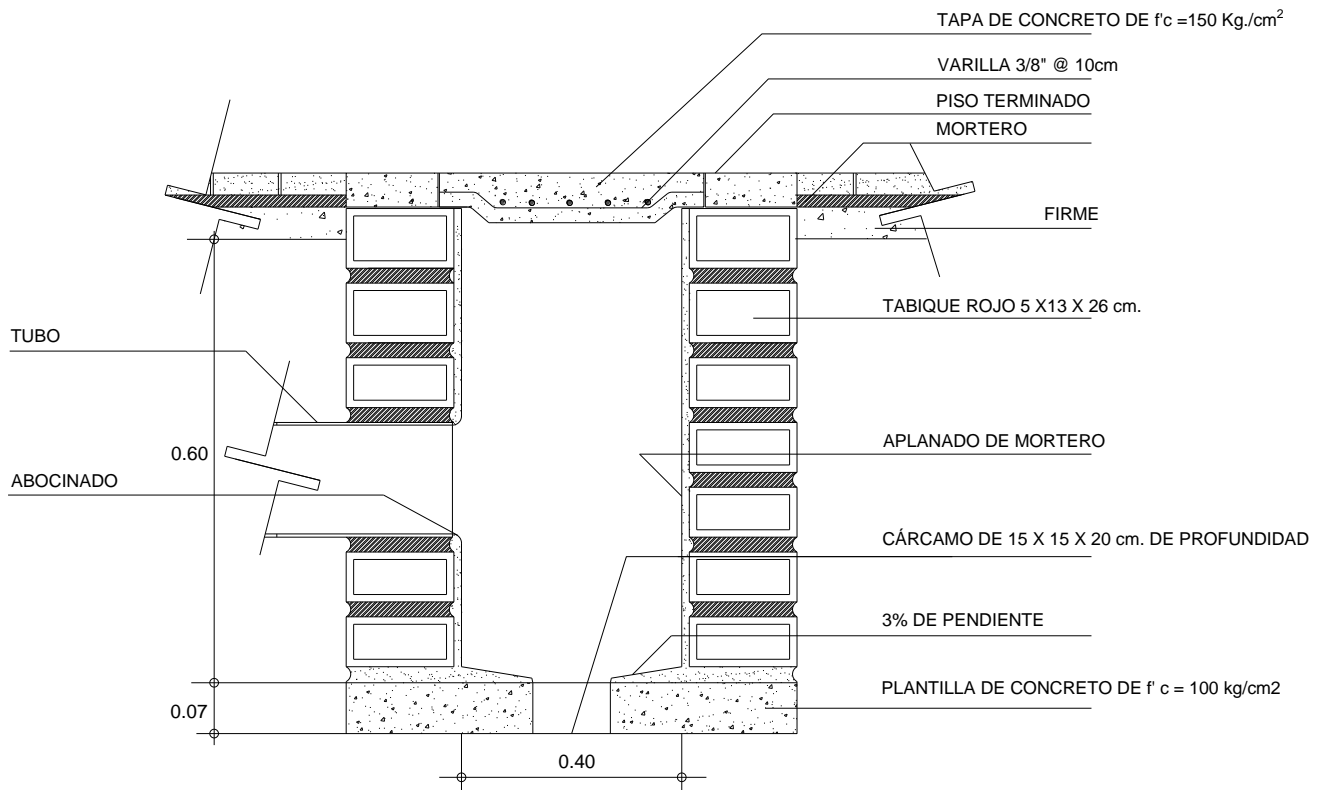 TAPA DE CONCRETO DE f'c =150 Kg./cm²
VARILLA 3/8" @ 10cm
PISO TERMINADO
MORTERO
FIRME
TABIQUE ROJO 5 X13 X 26 cm.
TUBO
0.60
APLANADO DE MORTERO
ABOCINADO
CÁRCAMO DE 15 X 15 X 20 cm. DE PROFUNDIDAD
3% DE PENDIENTE
PLANTILLA DE CONCRETO DE f' c = 100 kg/cm2
0.07
0.40